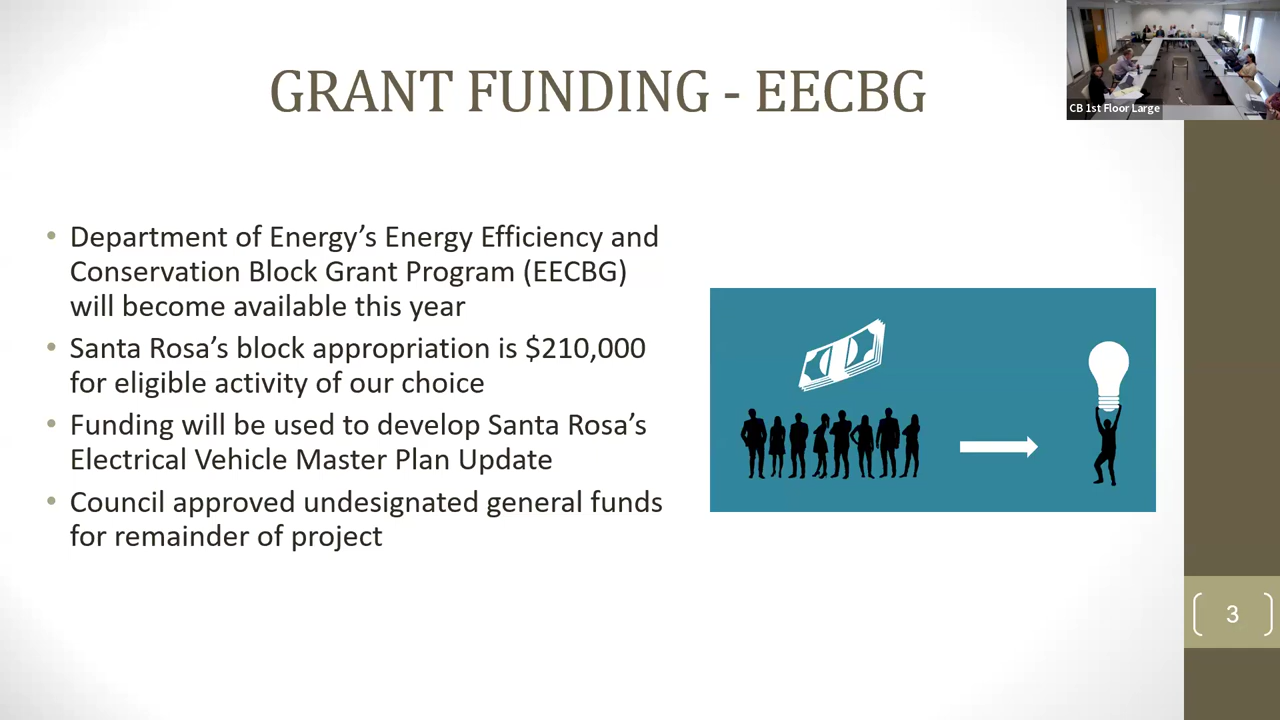 GRANT FUNDING - EECBG
CB 1st Floor Large
• Department of Energy’s Energy Efficiency and
Conservation Block Grant Program (EECBG)
will become available this year
• Santa Rosa’s block appropriation is $210,000
for eligible activity of our choice
• Funding will be used to develop Santa Rosa’s
Electrical Vehicle Master Plan Update
• Council approved undesignated general funds
for remainder of project
3